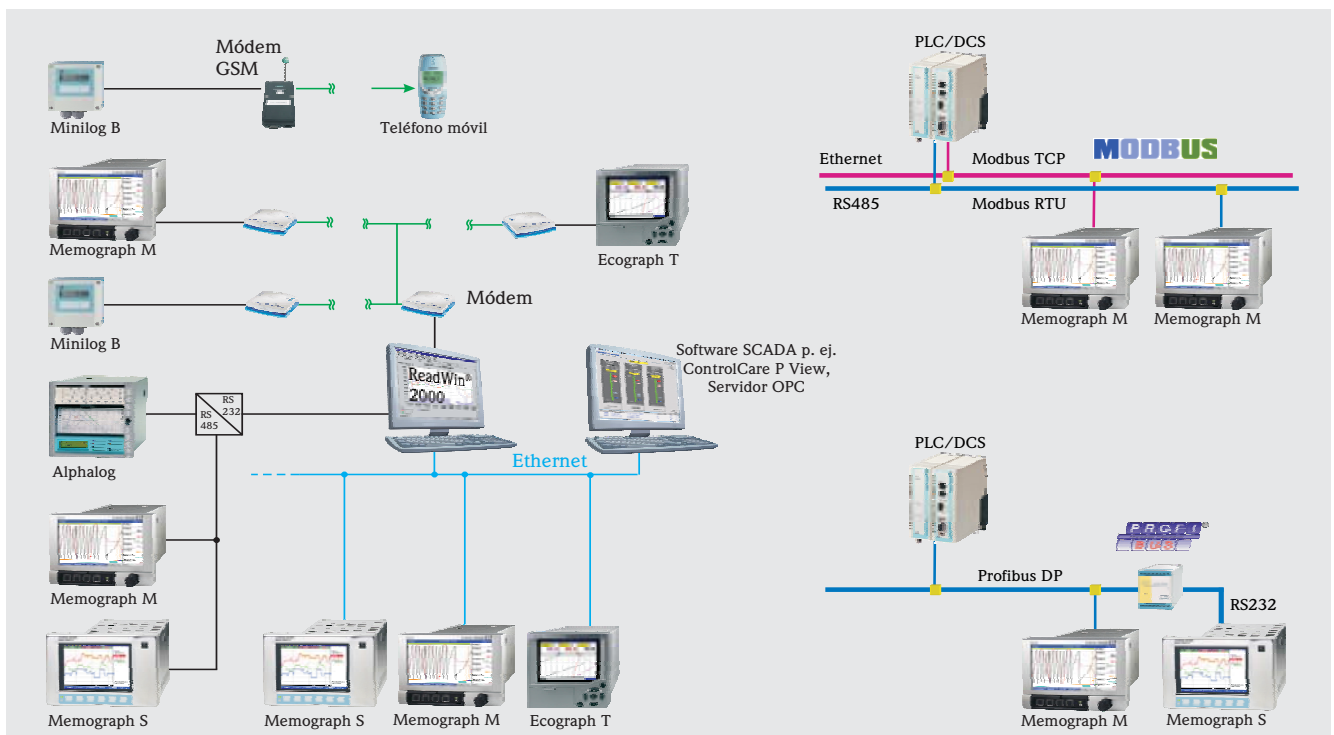 Módem
GSM
Minilog B
Teléfono móvil
Memograph M
Ecograph T
Minilog B
Módem
ReadWin®
2000
Software SCADA p. ej.
ControlCare P View,
Servidor OPC
RS
232
RS
485
Alphalog
Ethernet
Memograph M
Memograph S
Memograph S
Memograph M
Ecograph T
PLC/DCS
Ethernet
Modbus TCP
MODBUS
RS485
Modbus RTU
Memograph M
Memograph M
PLC/DCS
PROFI®
BUS
Profibus DP
RS232
Memograph M
Memograph S